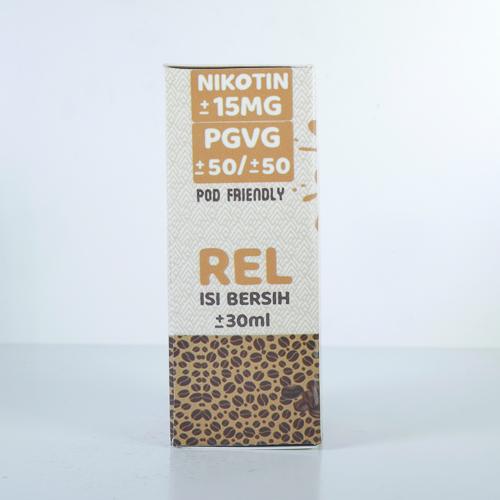 NIKOTIN
±15MG
PGVG
±50/±50
POD FRIENDLY
REL
ISI BERSIH
±30ml